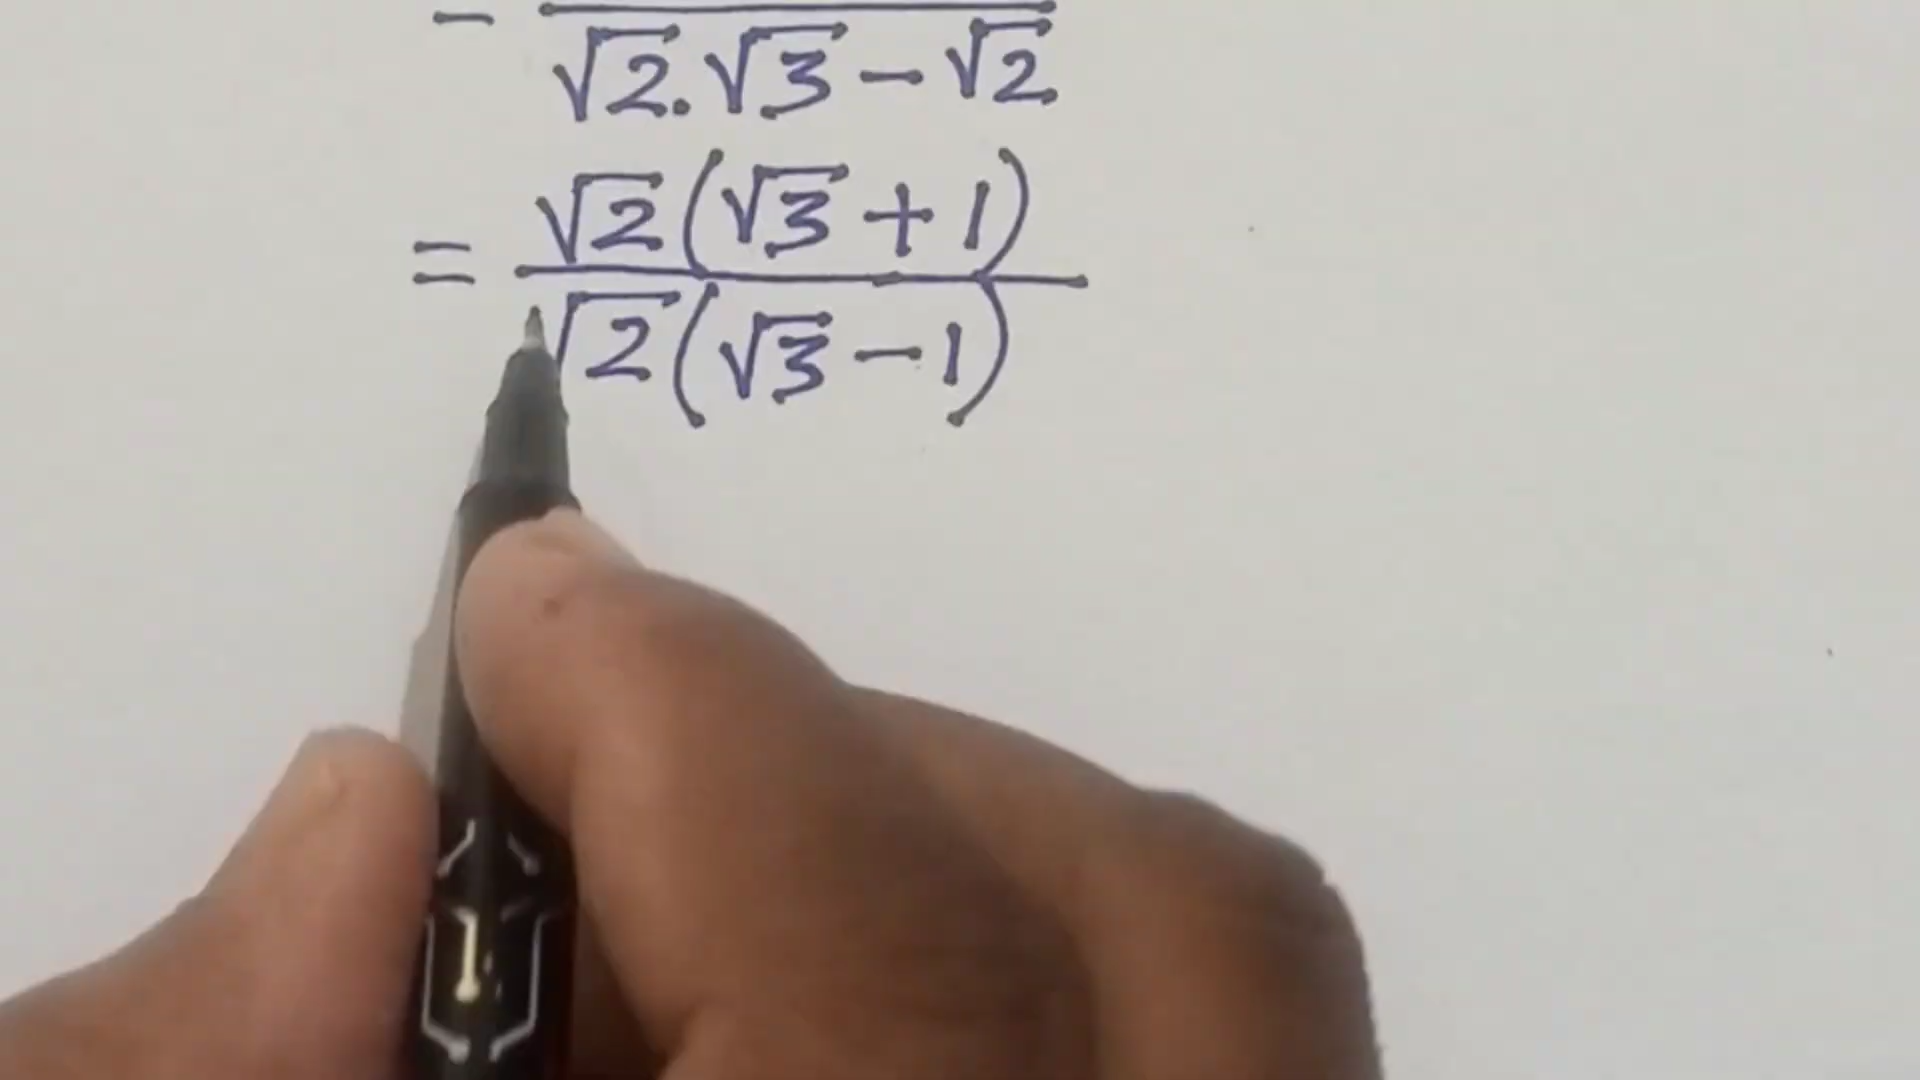 - ———
√2.√3 - √2
= √2(√3 + 1)
———
√2(√3 - 1)